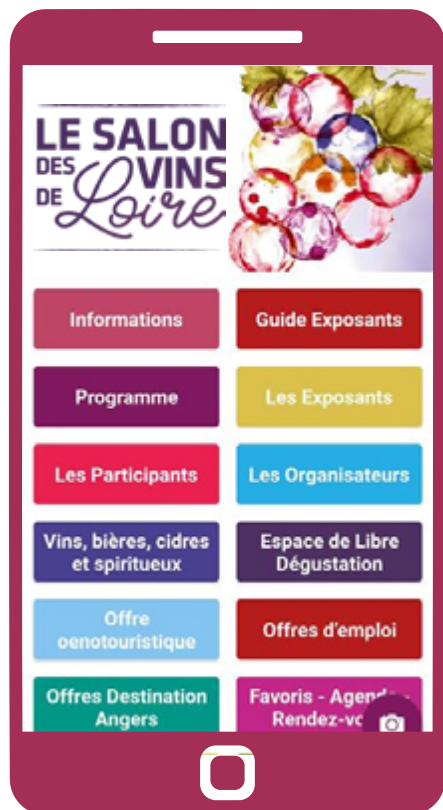 LE SALON
DES VINS
DE Loire
Informations
Guide Exposants
Programme
Les Exposants
Les Participants
Les Organisateurs
Vins, bières, cidres
et spiritueux
Espace de Libre
Dégustation
Offre
oenotouristique
Offres d'emploi
Offres Destination
Angers
Favoris -